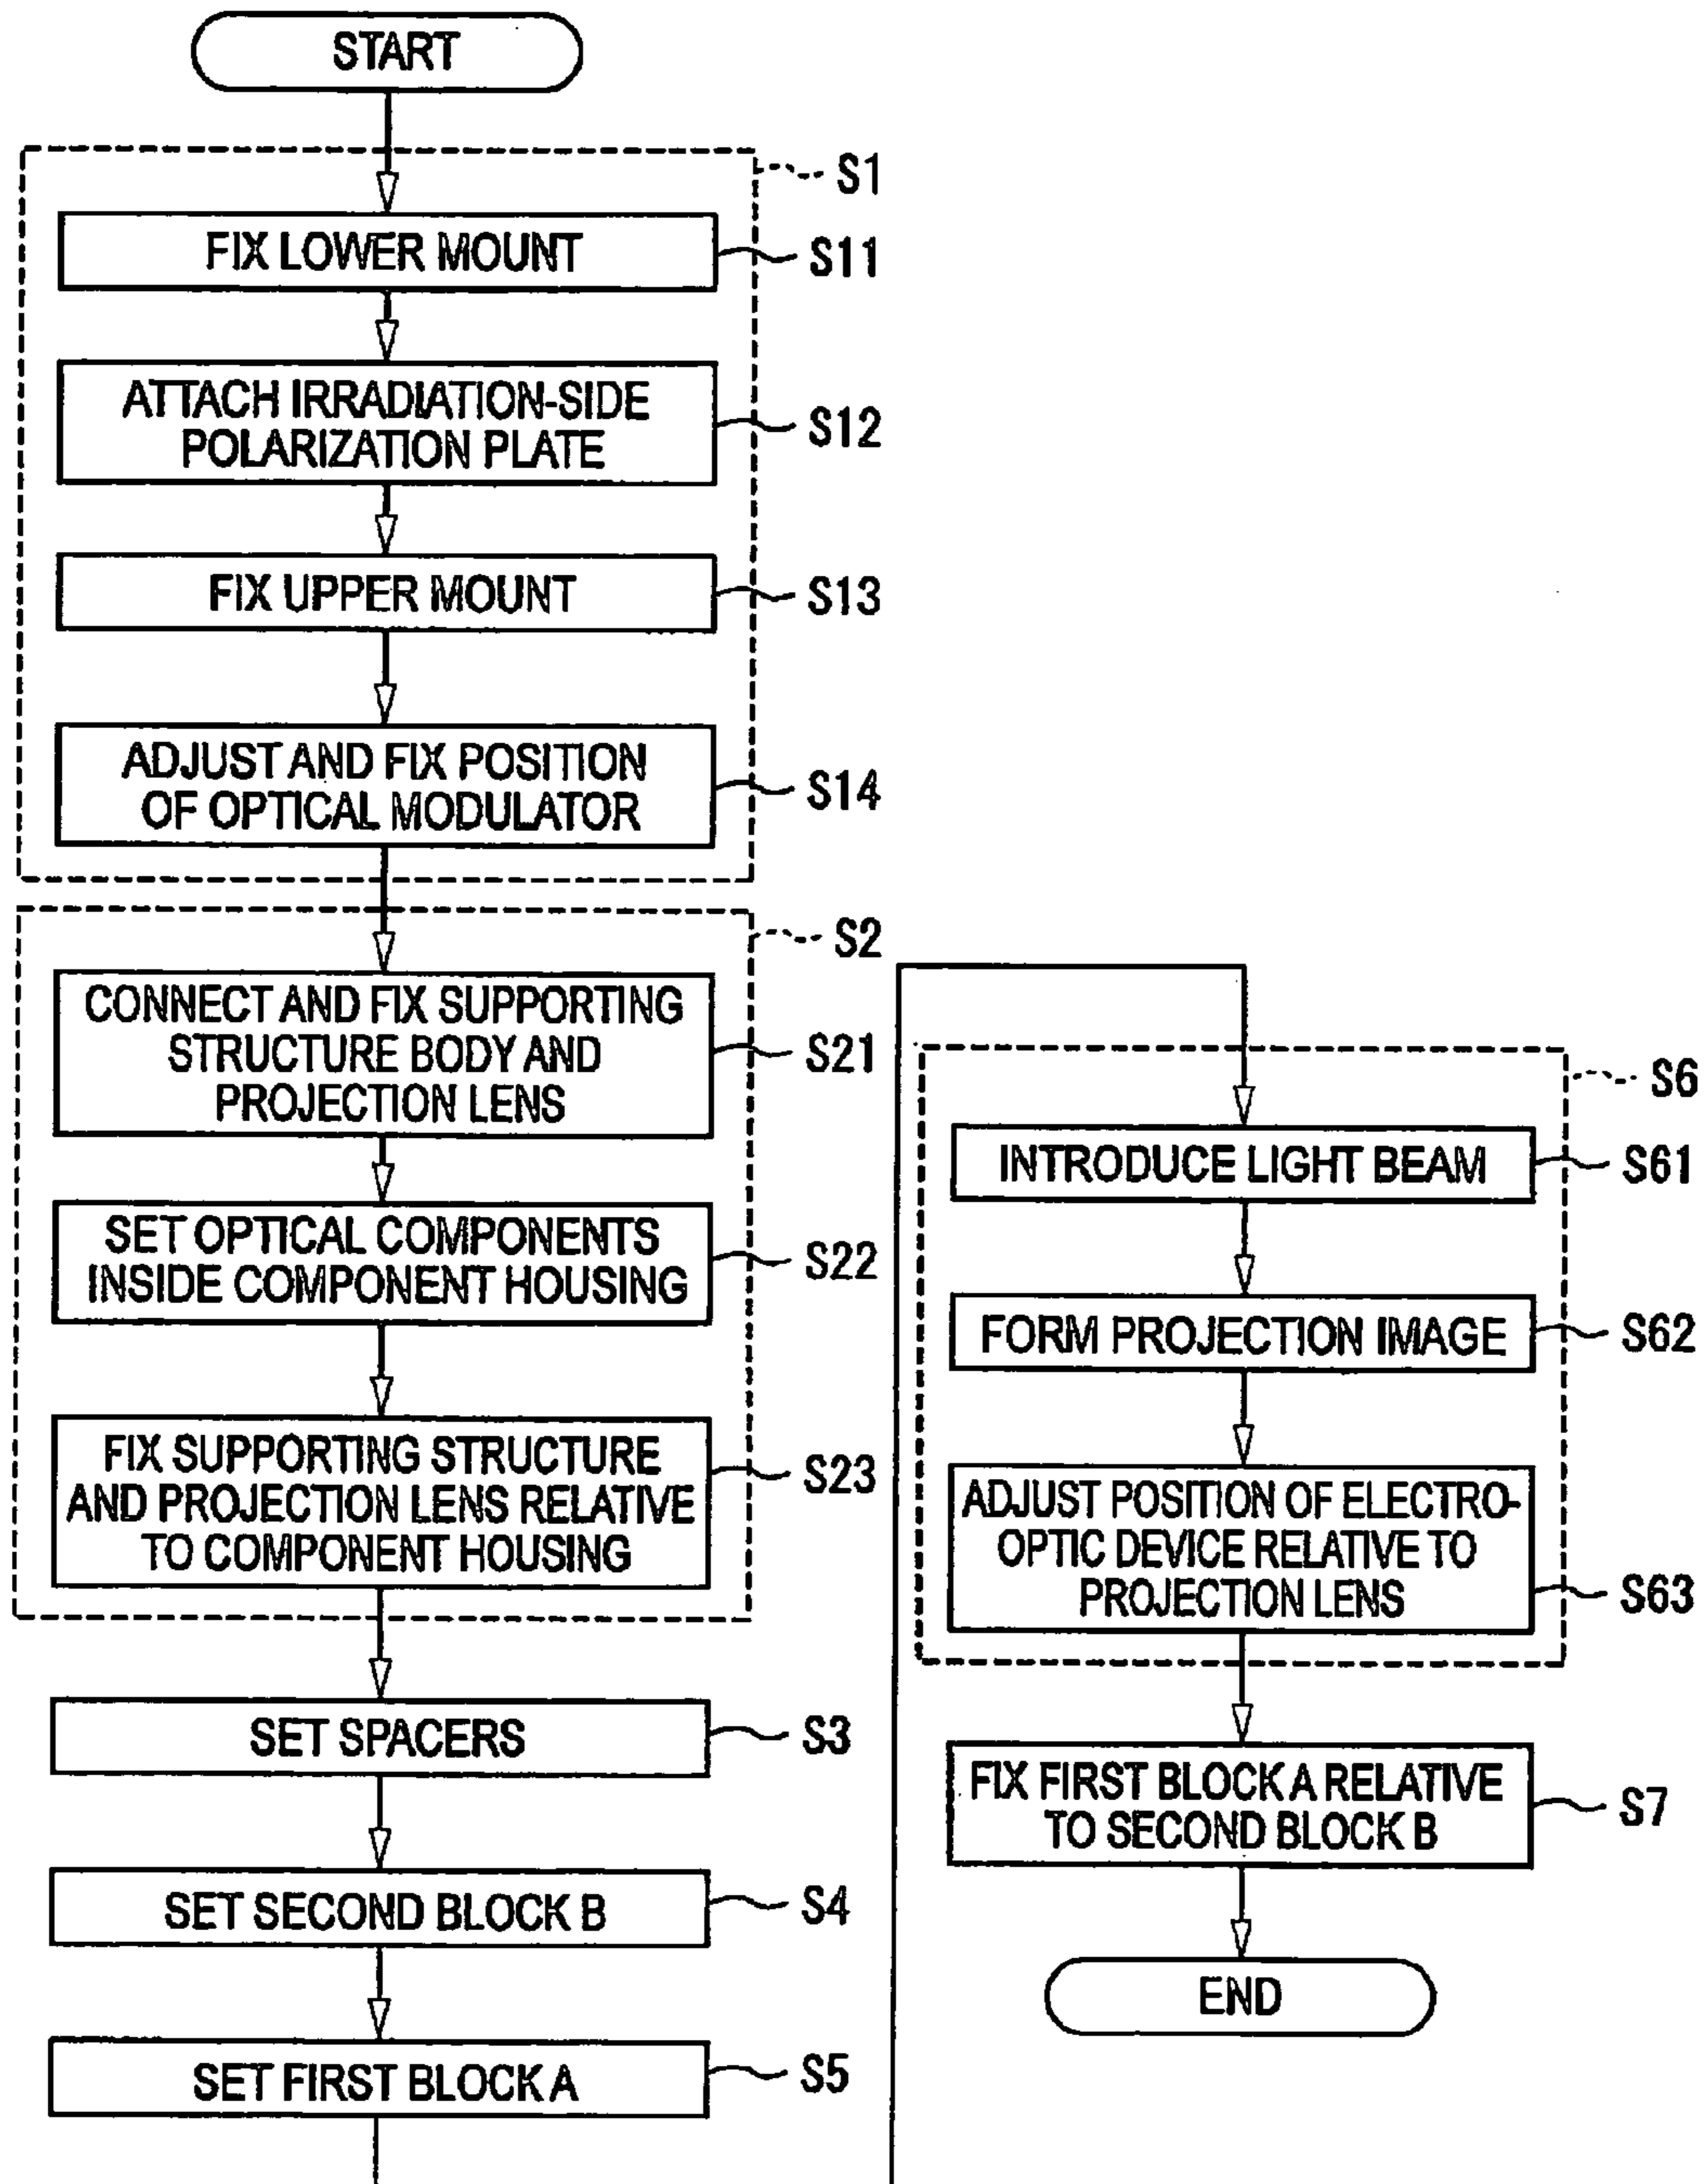 START
S1
FIX LOWER MOUNT
S11
ATTACH IRRADIATION-SIDE
POLARIZATION PLATE
S12
FIX UPPER MOUNT
S13
ADJUST AND FIX POSITION
OF OPTICAL MODULATOR
S14
S2
CONNECT AND FIX SUPPORTING
STRUCTURE BODY AND
PROJECTION LENS
S21
SET OPTICAL COMPONENTS
INSIDE COMPONENT HOUSING
S22
FIX SUPPORTING STRUCTURE
AND PROJECTION LENS RELATIVE
TO COMPONENT HOUSING
S23
SET SPACERS
S3
SET SECOND BLOCK B
S4
SET FIRST BLOCK A
S5
S6
INTRODUCE LIGHT BEAM
S61
FORM PROJECTION IMAGE
S62
ADJUST POSITION OF ELECTRO-
OPTIC DEVICE RELATIVE TO
PROJECTION LENS
S63
FIX FIRST BLOCK A RELATIVE
TO SECOND BLOCK B
S7
END